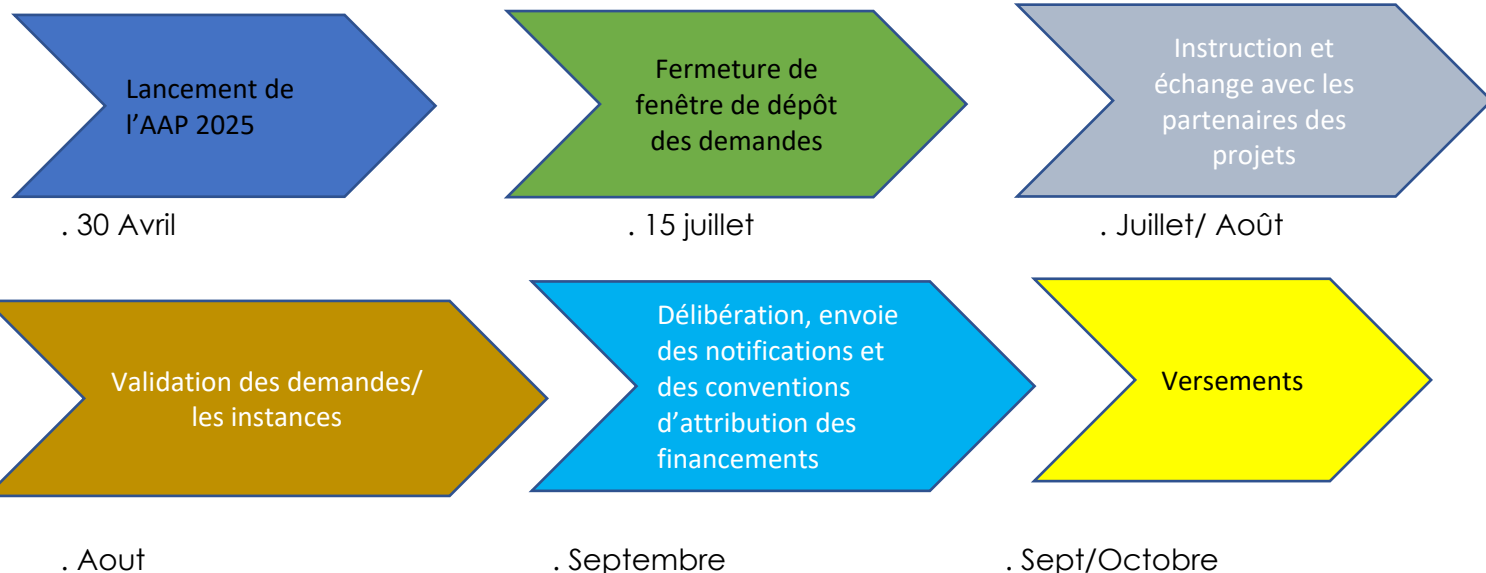 Lancement de
l’AAP 2025
Fermeture de
fenêtre de dépôt
des demandes
Instruction et
échange avec les
partenaires des
projets
. 30 Avril
. 15 juillet
. Juillet/ Août
Validation des demandes/
les instances
Délibération, envoie
des notifications et
des conventions
d’attribution des
financements
Versements
. Aout
. Septembre
. Sept/Octobre